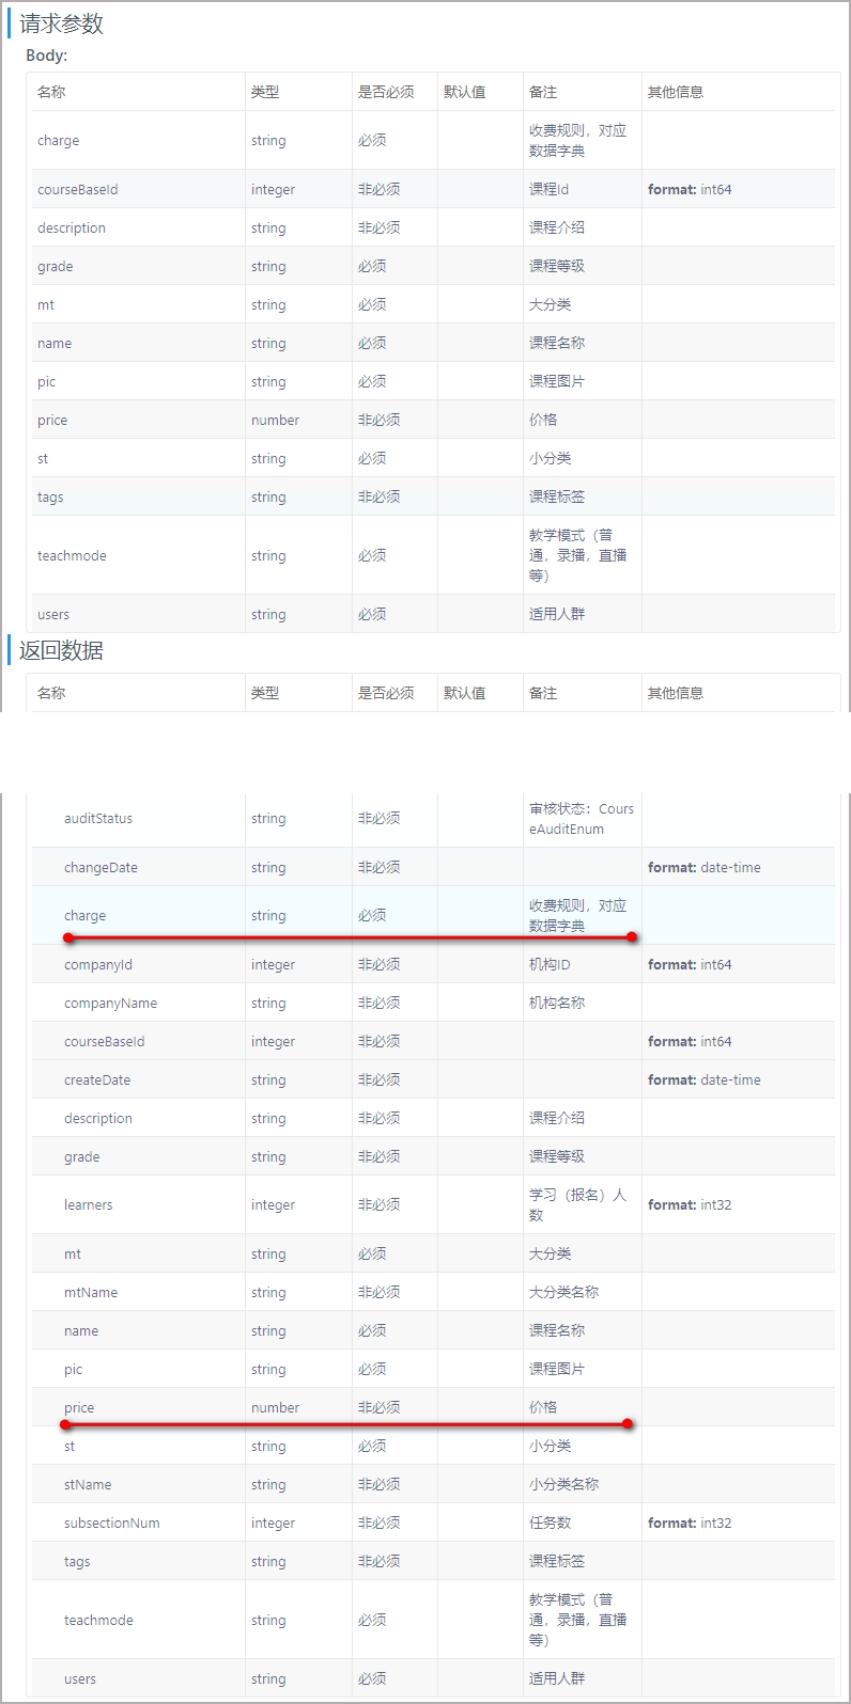 请求参数
Body:
名称 类型 是否必须 默认值 备注 其他信息
charge string 必须 收费规则，对应
数据字典
courseBaseId integer 非必须 课程Id format: int64
description string 非必须 课程介绍
grade string 必须 课程等级
mt string 必须 大分类
name string 必须 课程名称
pic string 必须 课程图片
price number 非必须 价格
st string 必须 小分类
tags string 非必须 课程标签
teachmode string 必须 教学模式（普
通，录播，直播
等）
users string 必须 适用人群
返回数据
名称 类型 是否必须 默认值 备注 其他信息
auditStatus string 非必须 审核状态：Cours
eAuditEnum
changeDate string 非必须 format: date-time
charge string 必须 收费规则，对应
数据字典
companyId integer 非必须 机构ID format: int64
companyName string 非必须 机构名称
courseBaseId integer 非必须 format: int64
createDate string 非必须 format: date-time
description string 非必须 课程介绍
grade string 非必须 课程等级
learners integer 非必须 学习（报名）人
数 format: int32
mt string 必须 大分类
mtName string 非必须 大分类名称
name string 必须 课程名称
pic string 必须 课程图片
price number 非必须 价格
st string 必须 小分类
stName string 非必须 小分类名称
subsectionNum integer 非必须 任务数 format: int32
tags string 非必须 课程标签
teachmode string 必须 教学模式（普
通，录播，直播
等）
users string 必须 适用人群